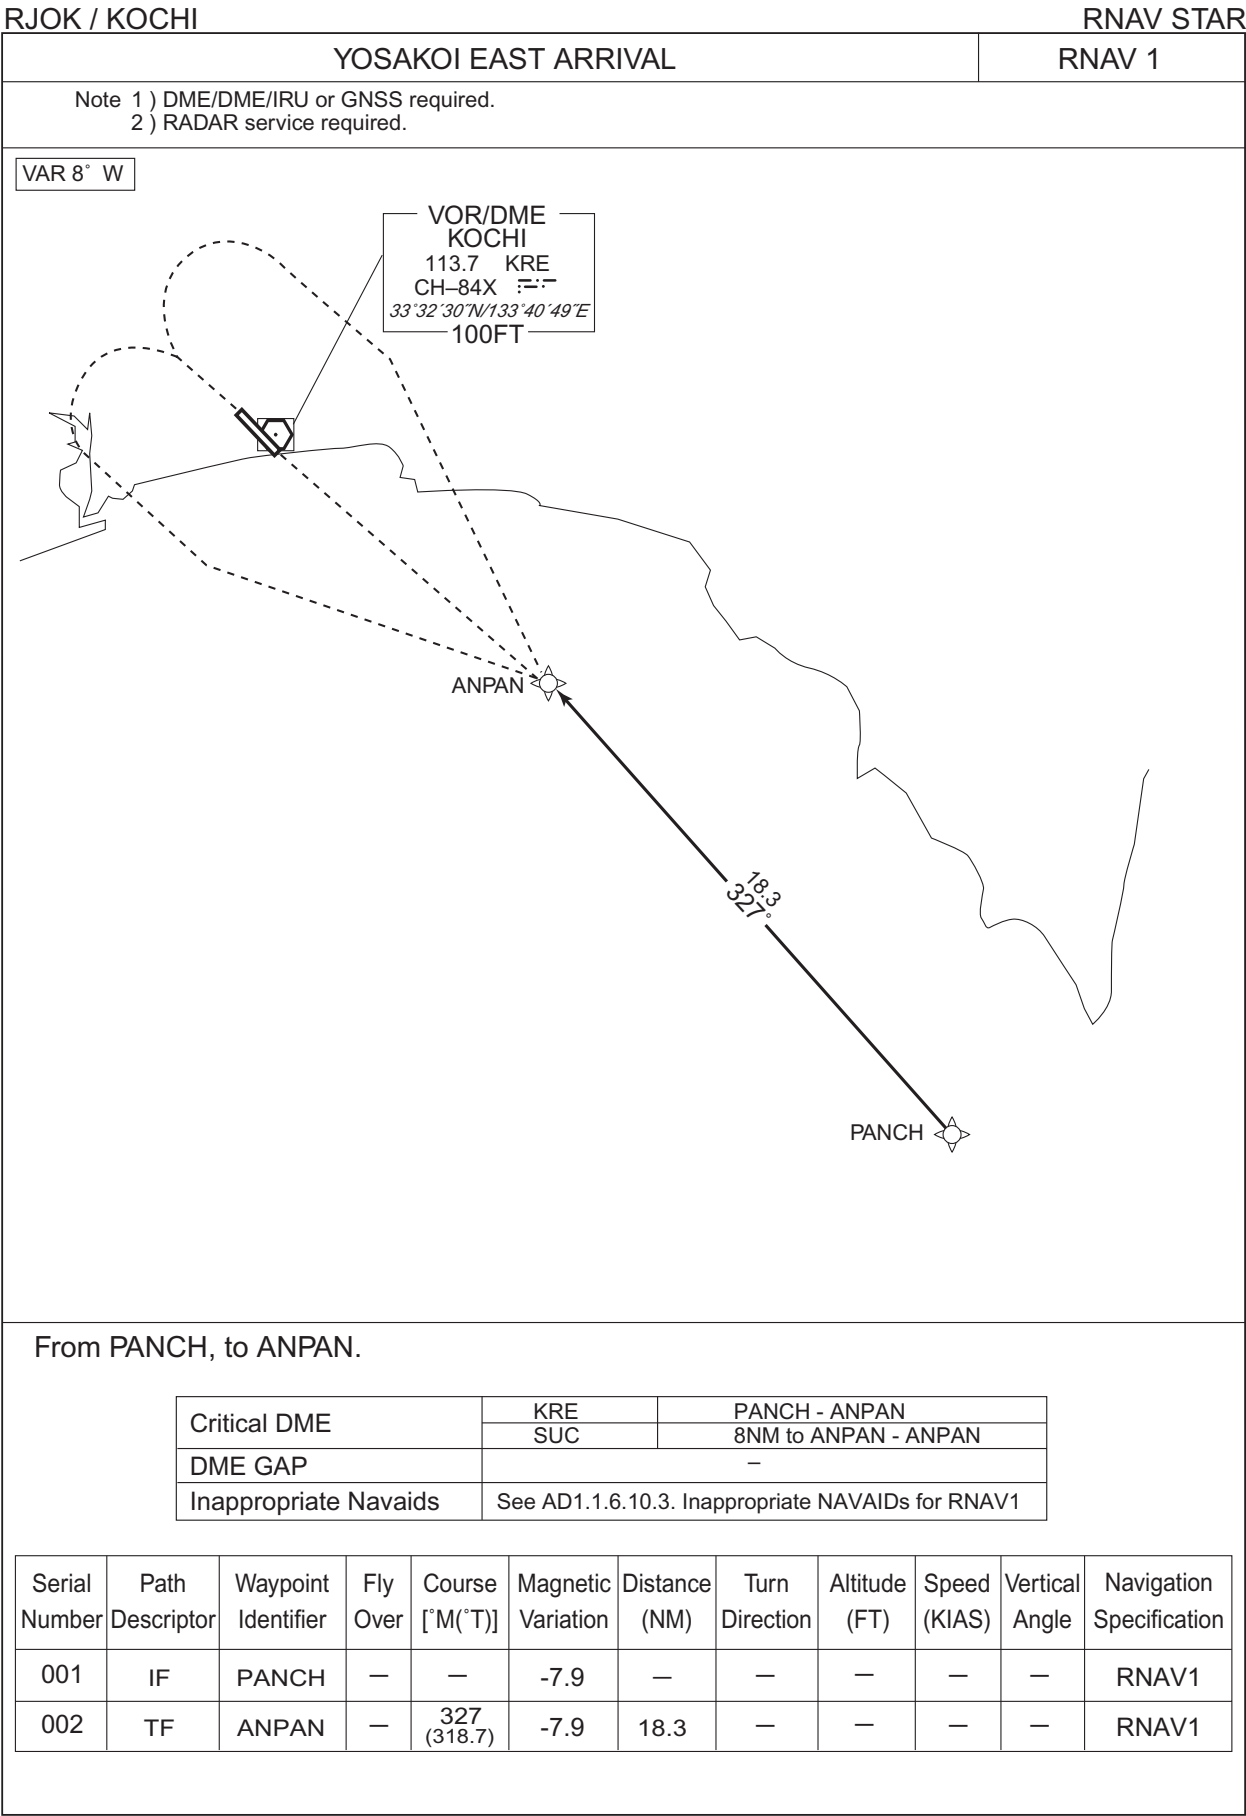 RJOK / KOCHI
RNAV STAR
YOSAKOI EAST ARRIVAL
RNAV 1
Note 1 ) DME/DME/IRU or GNSS required.
2 ) RADAR service required.
VAR 8° W
VOR/DME
KOCHI
113.7 KRE
CH–84X
33°32´30˝N/133°40´49˝E
100FT
ANPAN
18.3
327°
PANCH
From PANCH, to ANPAN.
Critical DME
KRE PANCH - ANPAN
SUC 8NM to ANPAN - ANPAN
DME GAP –
Inappropriate Navaids See AD1.1.6.10.3. Inappropriate NAVAIDs for RNAV1
Serial Path Waypoint Fly Course Magnetic Distance Turn Altitude Speed Vertical Navigation
Number Descriptor Identifier Over [°M(°T)] Variation (NM) Direction (FT) (KIAS) Angle Specification
001 IF PANCH – – -7.9 – – – – – RNAV1
002 TF ANPAN – 327 -7.9 18.3 – – – – RNAV1
(318.7)